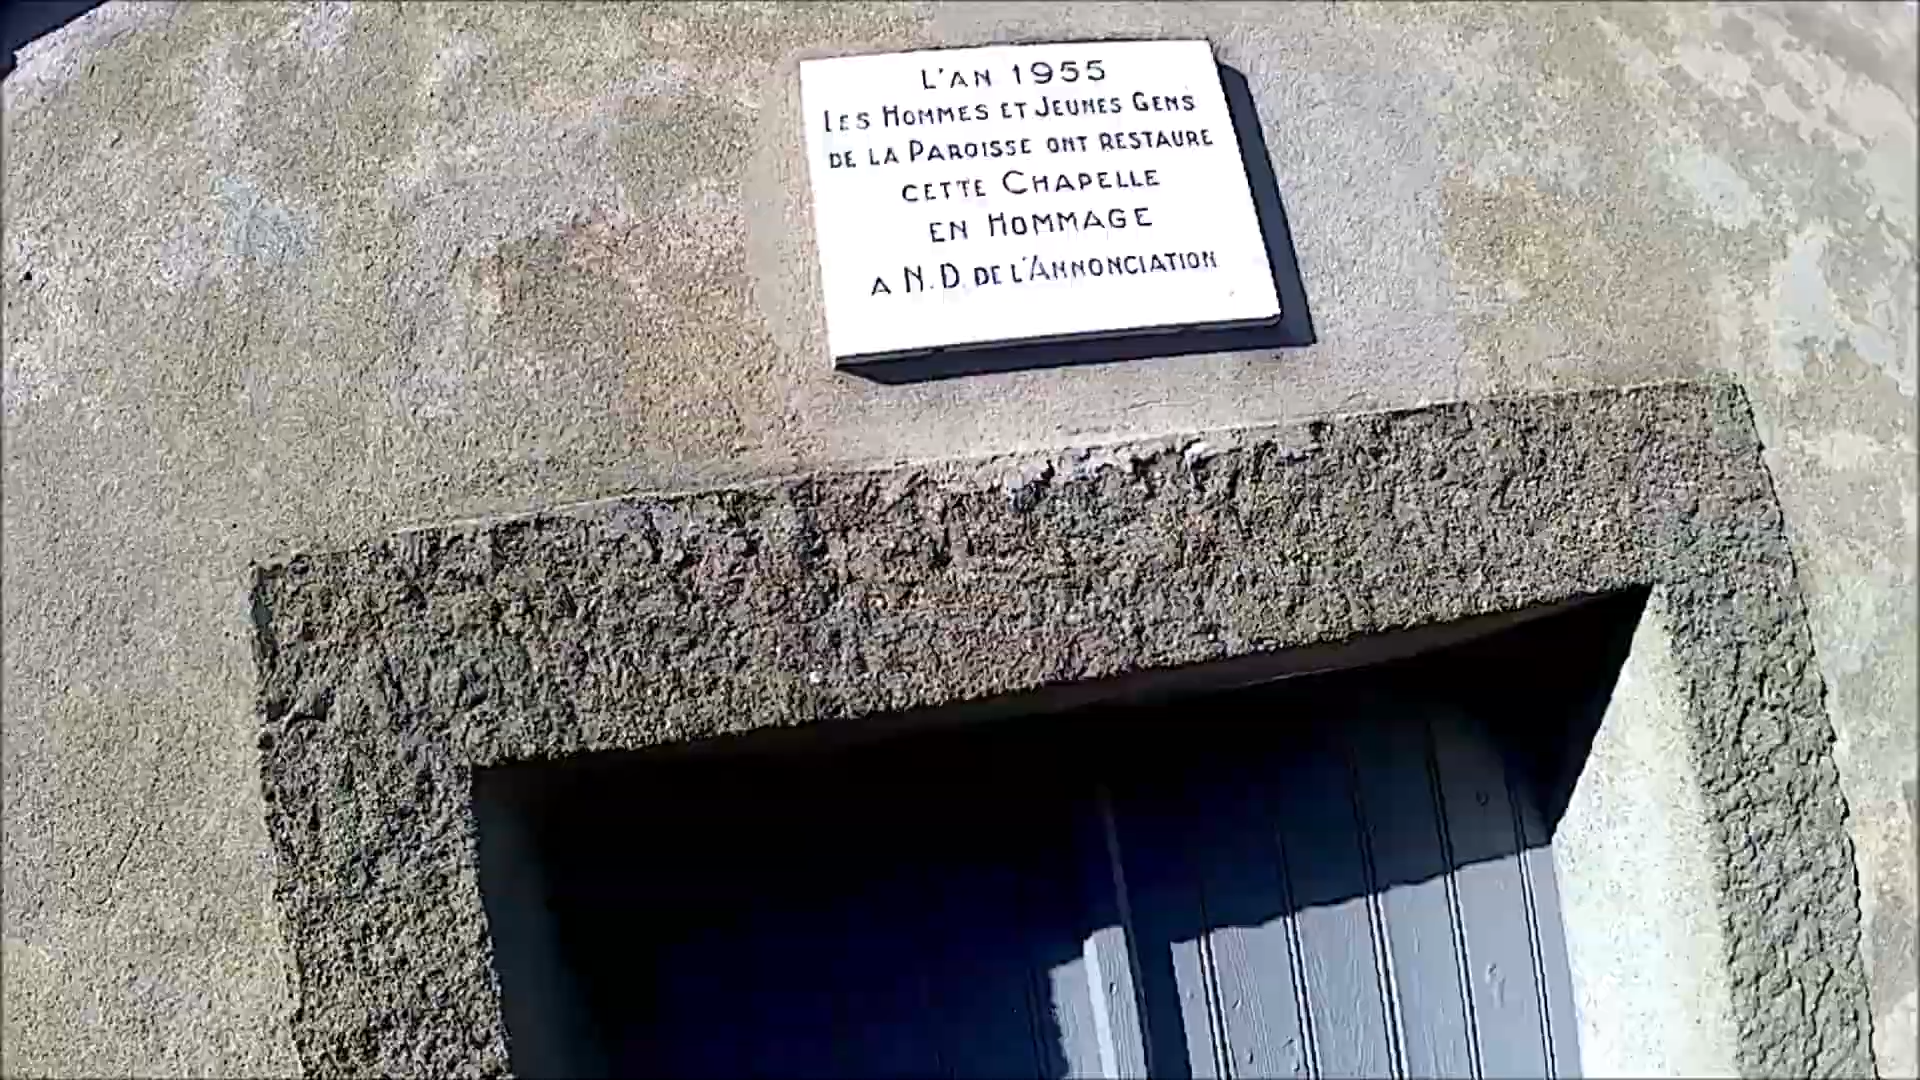 L'AN 1955
LES HOMMES ET JEUNES GENS
DE LA PAROISSE ONT RESTAURE
CETTE CHAPELLE
EN HOMMAGE
A N.D. DE L'ANNONCIATION